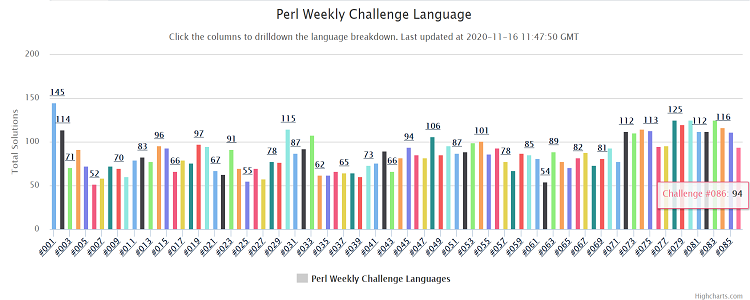 Perl Weekly Challenge Language
Click the columns to drilldown the language breakdown. Last updated at 2020-11-16 11:47:50 GMT
Total Solutions
200
150
100
50
0
145 114 71 52 70 83 96 66 97 67 91 55 78 115 87 62 65 73 66 94 106 87 101 78 85 89 54 82 89 112 113 125 112 116
Challenge #086: 94
#001 #003 #005 #007 #009 #011 #013 #015 #017 #019 #021 #023 #025 #027 #029 #031 #033 #035 #037 #039 #041 #043 #045 #047 #049 #051 #053 #055 #057 #059 #061 #063 #065 #067 #069 #071 #073 #075 #077 #079 #081 #083 #085
Perl Weekly Challenge Languages
Highcharts.com